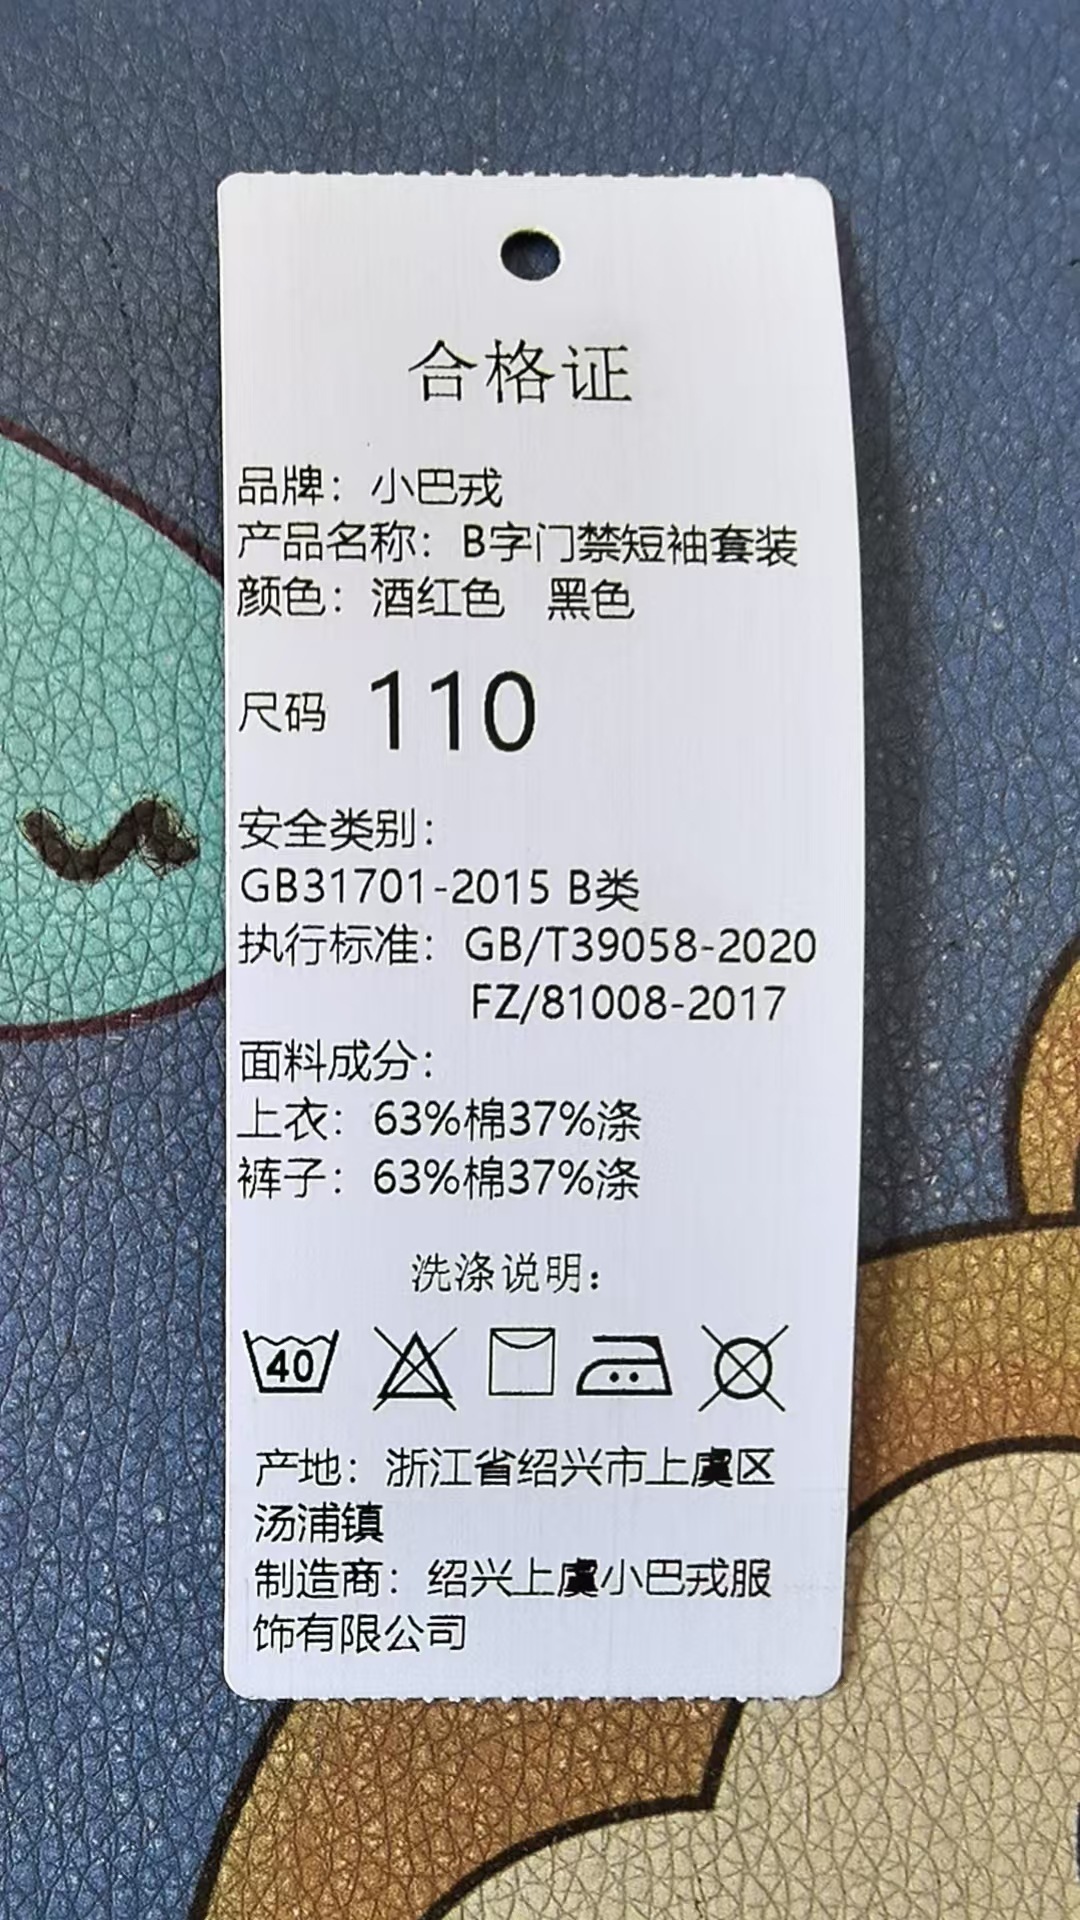 合格证
品牌：小巴戎
产品名称：B字门禁短袖套装
颜色：酒红色 黑色
尺码 110
安全类别：
GB31701-2015 B类
执行标准：GB/T39058-2020
FZ/81008-2017
面料成分：
上衣：63%棉37%涤
裤子：63%棉37%涤
洗涤说明：
40
产地：浙江省绍兴市上虞区
汤浦镇
制造商：绍兴上虞小巴戎服
饰有限公司